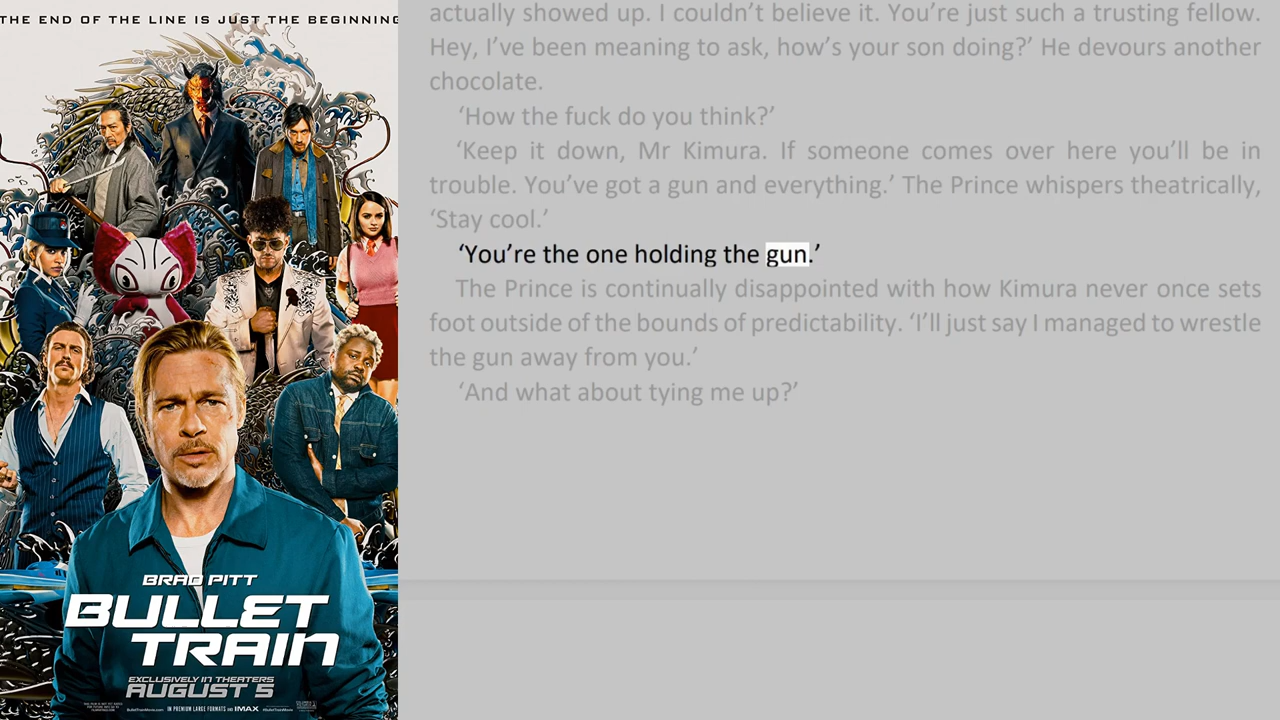 THE END OF THE LINE IS JUST THE BEGINNING
BRAD PITT
BULLET
TRAIN
EXCLUSIVELY IN THEATERS
AUGUST 5
BulletTrainMovie.com
IN PREMIUM LARGE FORMATS AND IMAX
#BulletTrainMovie
actually showed up. I couldn’t believe it. You’re just such a trusting fellow.
Hey, I’ve been meaning to ask, how’s your son doing?’ He devours another
chocolate.
‘How the fuck do you think?’
‘Keep it down, Mr Kimura. If someone comes over here you’ll be in
trouble. You’ve got a gun and everything.’ The Prince whispers theatrically,
‘Stay cool.’
‘You’re the one holding the gun.’
The Prince is continually disappointed with how Kimura never once sets
foot outside of the bounds of predictability. ‘I’ll just say I managed to wrestle
the gun away from you.’
‘And what about tying me up?’